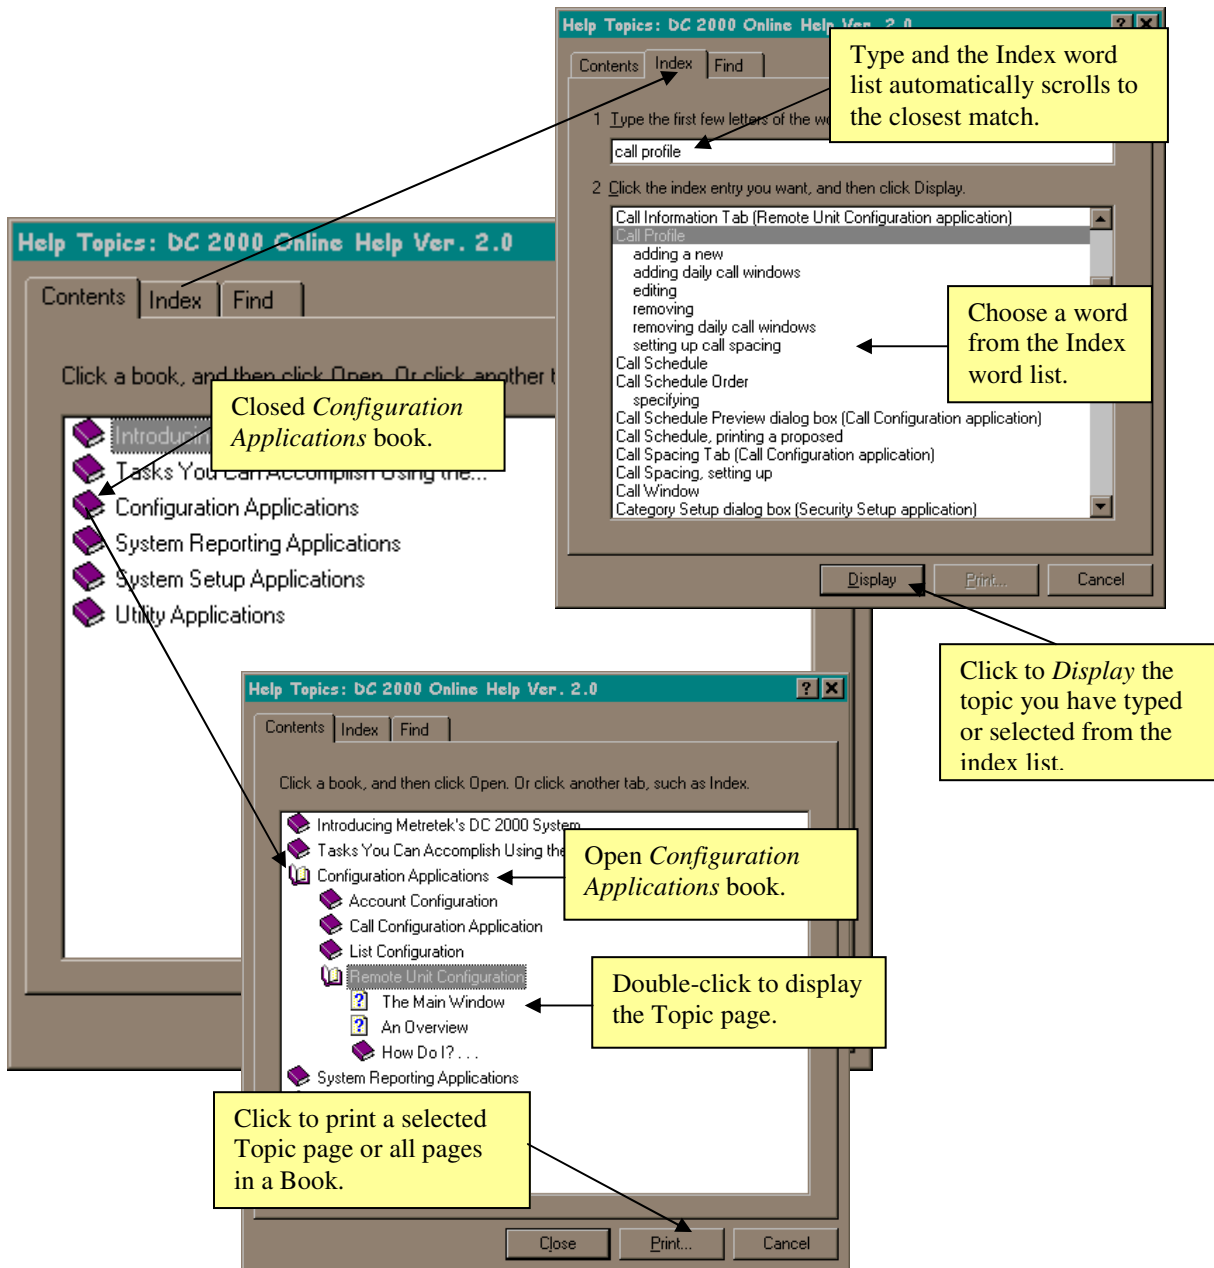 Help Topics: DC 2000 Online Help Ver. 2.0
Contents Index Find
Type and the Index word
list automatically scrolls to
the closest match.
1 Type the first few letters of the
call profile
2 Click the index entry you want, and then click Display.
Call Information Tab (Remote Unit Configuration application)
Call Profile
adding a new
adding daily call windows
editing
removing
removing daily call windows
setting up call spacing
Call Schedule
Call Schedule Order
specifying
Call Schedule Preview dialog box (Call Configuration application)
Call Schedule, printing a proposed
Call Spacing Tab (Call Configuration application)
Call Spacing, setting up
Call Window
Category Setup dialog box (Security Setup application)
Choose a word
from the Index
word list.
Display Print... Cancel
Click to Display the
topic you have typed
or selected from the
index list.
Help Topics: DC 2000 Online Help Ver. 2.0
Contents Index Find
Click a book, and then click Open. Or click another
Closed Configuration
Applications book.
Introducing
Tasks You Can Accomplish Using the...
Configuration Applications
System Reporting Applications
System Setup Applications
Utility Applications
Help Topics: DC 2000 Online Help Ver. 2.0
Contents Index Find
Click a book, and then click Open. Or click another tab, such as Index.
Introducing Metretek's DC 2000 System
Tasks You Can Accomplish Using the
Configuration Applications
Account Configuration
Call Configuration Application
List Configuration
Remote Unit Configuration
The Main Window
An Overview
How Do I? . . .
System Reporting Applications
Open Configuration
Applications book.
Double-click to display
the Topic page.
Click to print a selected
Topic page or all pages
in a Book.
Close Print... Cancel